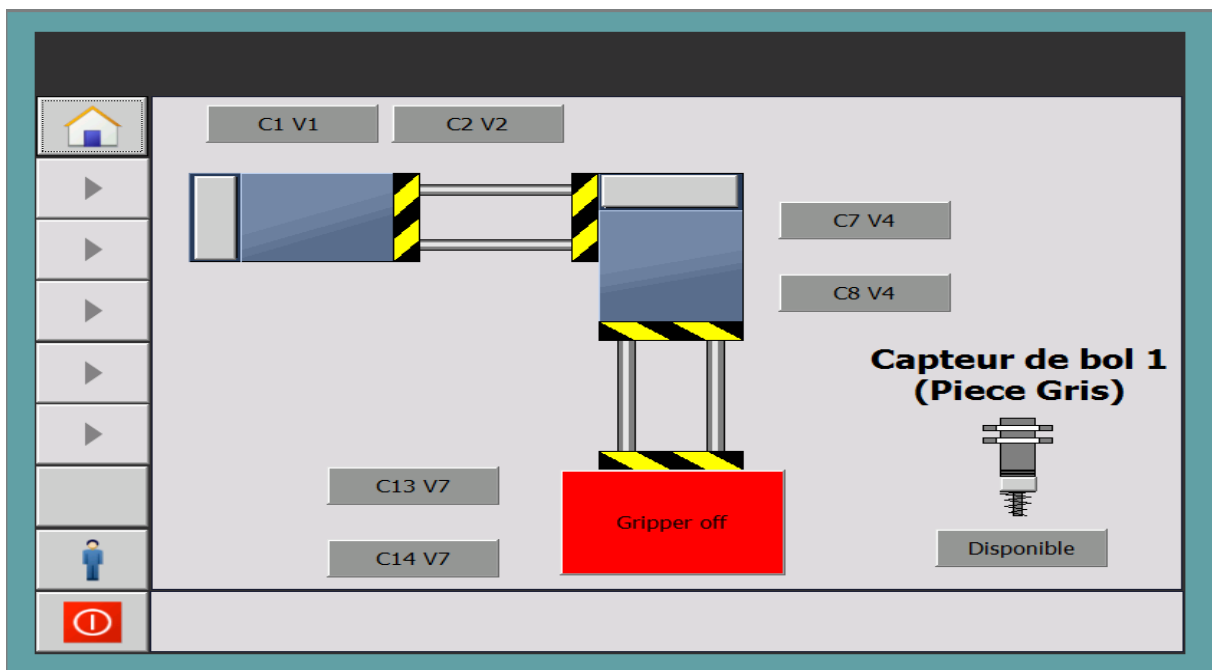 C1 V1
C2 V2
C7 V4
C8 V4
Capteur de bol 1
(Piece Gris)
C13 V7
Gripper off
C14 V7
Disponible